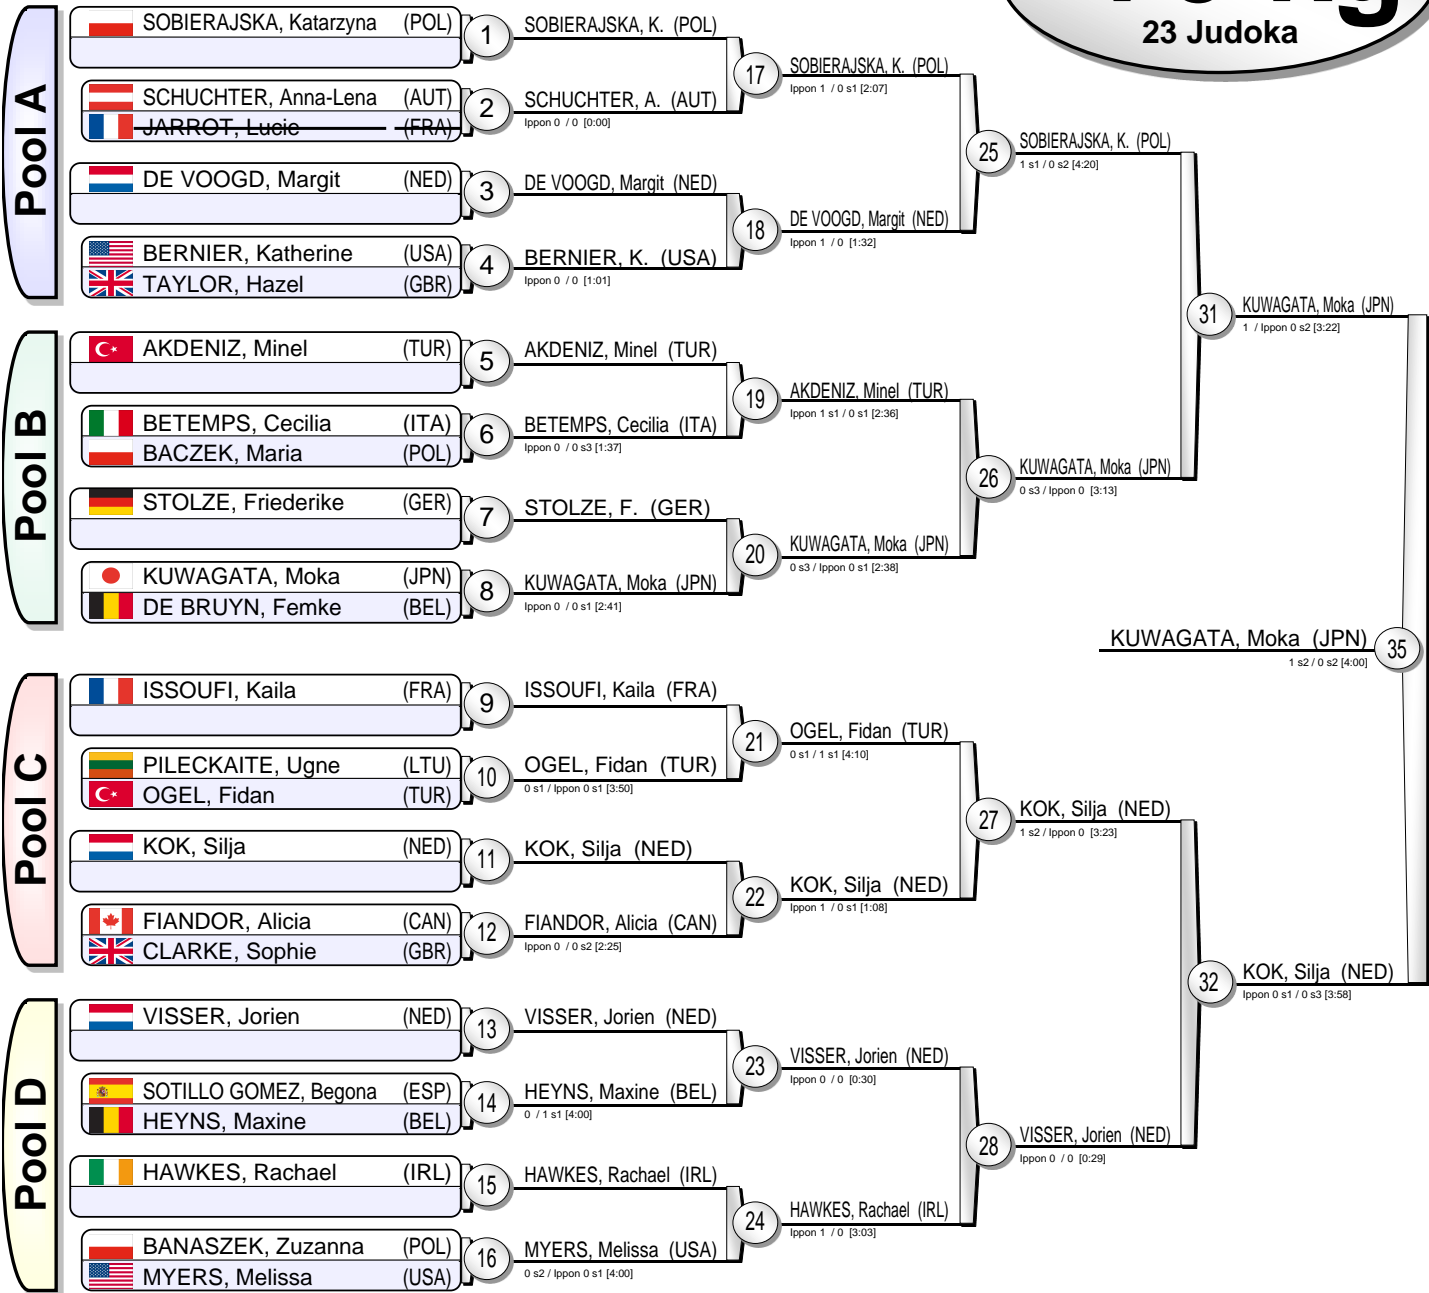 23 Judoka
Pool A
SOBIERAJSKA, Katarzyna (POL)
1
SOBIERAJSKA, K. (POL)
SCHUCHTER, Anna-Lena (AUT)
JARROT, Lucie (FRA)
2
SCHUCHTER, A. (AUT)
Ippon 0 / 0 [0:00]
17
SOBIERAJSKA, K. (POL)
Ippon 1 / 0 s1 [2:07]
DE VOOGD, Margit (NED)
3
DE VOOGD, Margit (NED)
BERNIER, Katherine (USA)
TAYLOR, Hazel (GBR)
4
BERNIER, K. (USA)
Ippon 0 / 0 [1:01]
18
DE VOOGD, Margit (NED)
Ippon 1 / 0 [1:32]
25
SOBIERAJSKA, K. (POL)
1 s1 / 0 s2 [4:20]
Pool B
AKDENIZ, Minel (TUR)
5
AKDENIZ, Minel (TUR)
BETEMPS, Cecilia (ITA)
BACZEK, Maria (POL)
6
BETEMPS, Cecilia (ITA)
Ippon 0 / 0 s3 [1:37]
19
AKDENIZ, Minel (TUR)
Ippon 1 s1 / 0 s1 [2:36]
STOLZE, Friederike (GER)
7
STOLZE, F. (GER)
KUWAGATA, Moka (JPN)
DE BRUYN, Femke (BEL)
8
KUWAGATA, Moka (JPN)
Ippon 0 / 0 s1 [2:41]
20
KUWAGATA, Moka (JPN)
0 s3 / Ippon 0 s1 [2:38]
26
KUWAGATA, Moka (JPN)
0 s3 / Ippon 0 [3:13]
31
KUWAGATA, Moka (JPN)
1 / Ippon 0 s2 [3:22]
KUWAGATA, Moka (JPN)
1 s2 / 0 s2 [4:00]
35
Pool C
ISSOUFI, Kaila (FRA)
9
ISSOUFI, Kaila (FRA)
PILECKAITE, Ugne (LTU)
OGEL, Fidan (TUR)
10
OGEL, Fidan (TUR)
0 s1 / Ippon 0 s1 [3:50]
21
OGEL, Fidan (TUR)
0 s1 / 1 s1 [4:10]
KOK, Silja (NED)
11
KOK, Silja (NED)
FIANDOR, Alicia (CAN)
CLARKE, Sophie (GBR)
12
FIANDOR, Alicia (CAN)
Ippon 0 / 0 s2 [2:25]
22
KOK, Silja (NED)
Ippon 1 / 0 s1 [1:08]
27
KOK, Silja (NED)
1 s2 / Ippon 0 [3:23]
Pool D
VISSER, Jorien (NED)
13
VISSER, Jorien (NED)
SOTILLO GOMEZ, Begona (ESP)
HEYNS, Maxine (BEL)
14
HEYNS, Maxine (BEL)
0 / 1 s1 [4:00]
23
VISSER, Jorien (NED)
Ippon 0 / 0 [0:30]
HAWKES, Rachael (IRL)
15
HAWKES, Rachael (IRL)
BANASZEK, Zuzanna (POL)
MYERS, Melissa (USA)
16
MYERS, Melissa (USA)
0 s2 / Ippon 0 s1 [4:00]
24
HAWKES, Rachael (IRL)
Ippon 1 / 0 [3:03]
28
VISSER, Jorien (NED)
Ippon 0 / 0 [0:29]
32
KOK, Silja (NED)
Ippon 0 s1 / 0 s3 [3:58]